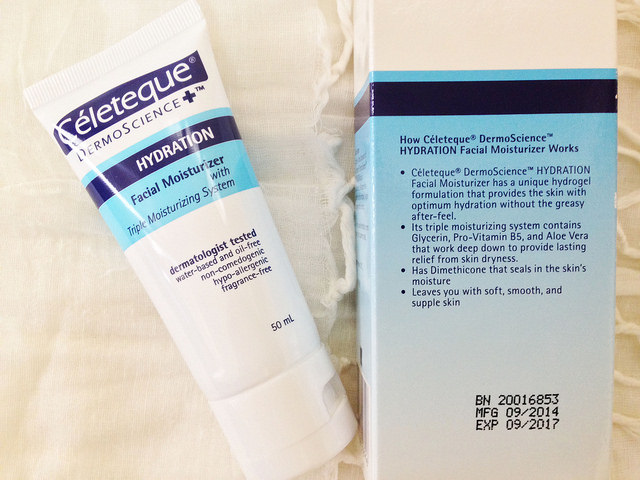 Céleteque®
DERMOSCIENCE™
HYDRATION
Facial Moisturizer
with
Triple Moisturizing System
dermatologist tested
water-based and oil-free
non-comedogenic
hypo-allergenic
fragrance-free
50 mL
How Céleteque® DermoScience™
HYDRATION Facial Moisturizer Works
• Céleteque® DermoScience™ HYDRATION
Facial Moisturizer has a unique hydrogel
formulation that provides the skin with
optimum hydration without the greasy
after-feel.
• Its triple moisturizing system contains
Glycerin, Pro-Vitamin B5, and Aloe Vera
that work deep down to provide lasting
relief from skin dryness.
• Has Dimethicone that seals in the skin's
moisture
• Leaves you with soft, smooth, and
supple skin
BN 20016853
MFG 09/2014
EXP 09/2017